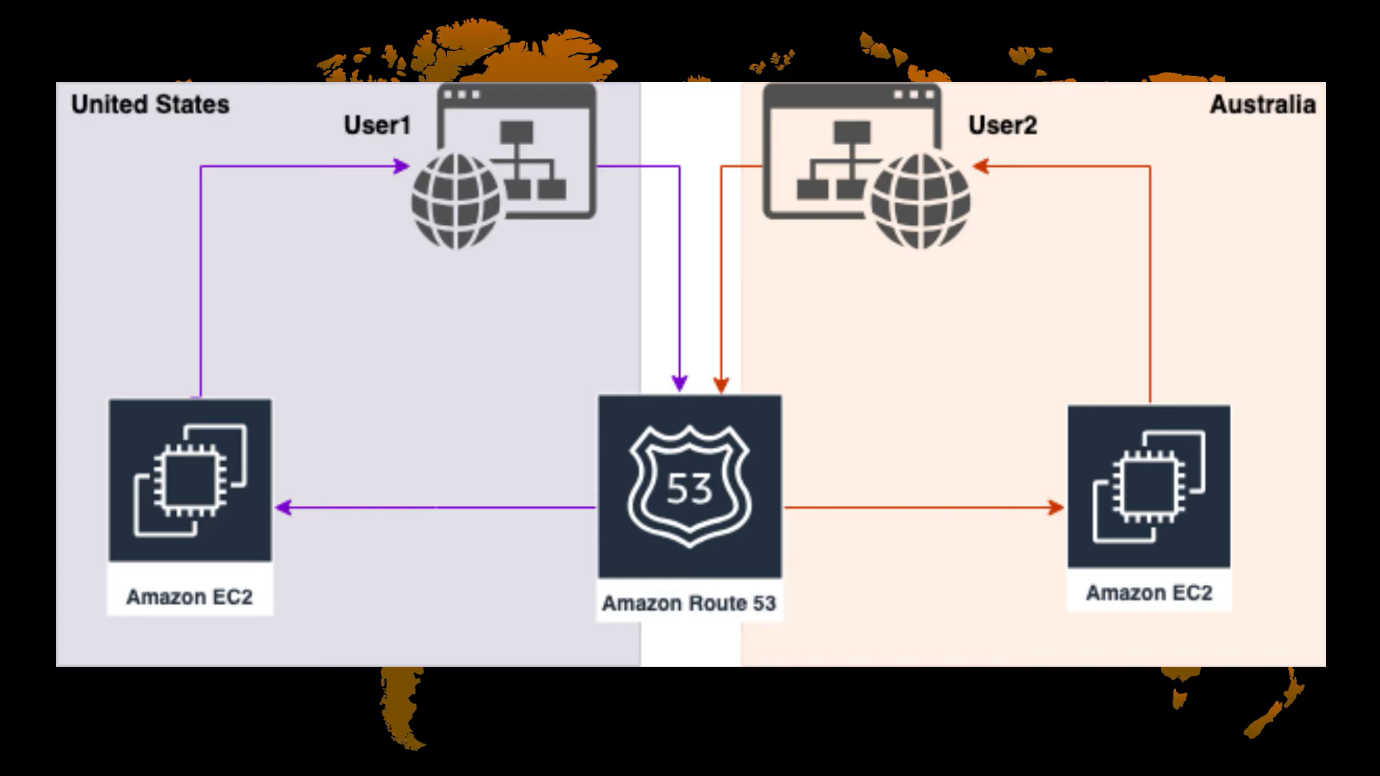 United States
User1
User2
Australia
53
Amazon EC2
Amazon Route 53
Amazon EC2